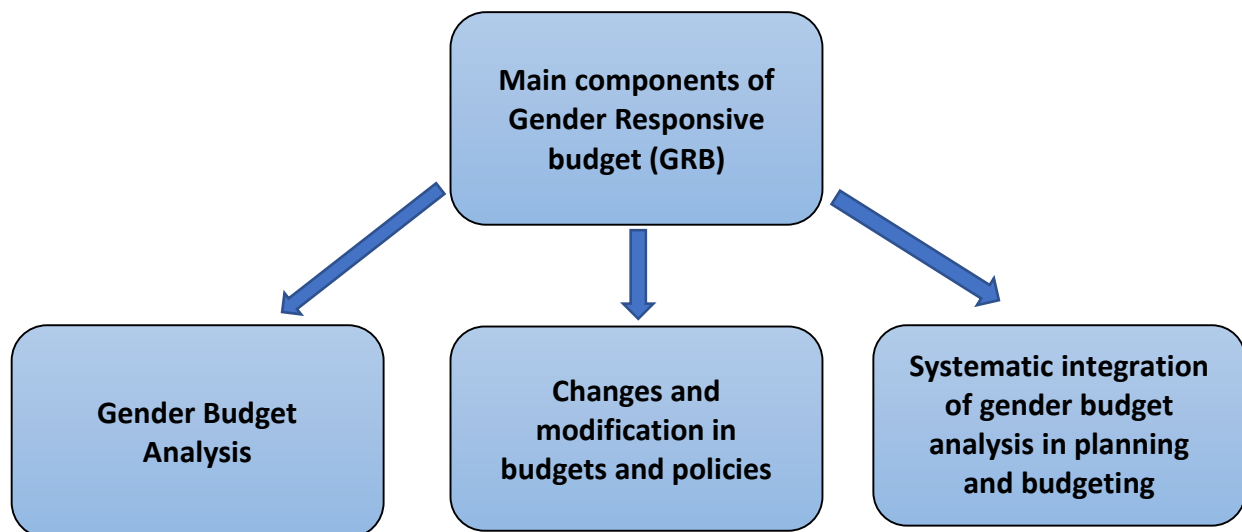 Main components of
Gender Responsive
budget (GRB)
Gender Budget
Analysis
Changes and
modification in
budgets and policies
Systematic integration
of gender budget
analysis in planning
and budgeting